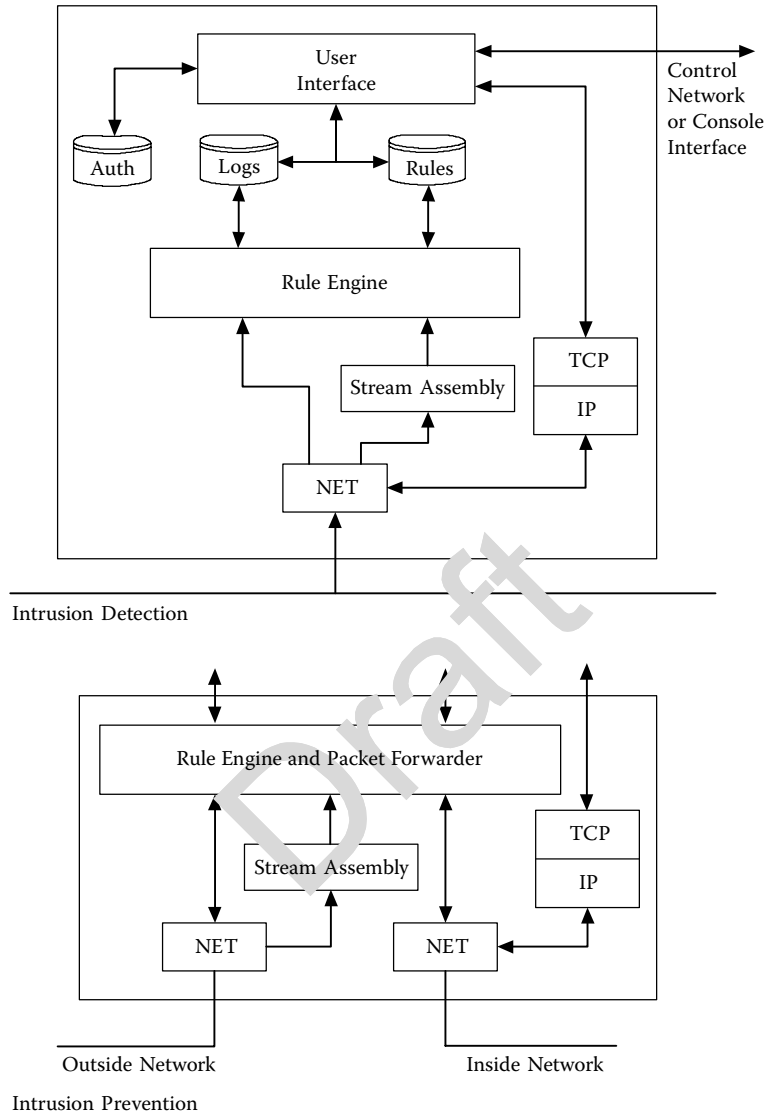 User
Interface
Control
Network
or Console
Interface
Auth
Logs
Rules
Rule Engine
TCP
Stream Assembly
IP
NET
Intrusion Detection
Draft
Rule Engine and Packet Forwarder
TCP
Stream Assembly
IP
NET
NET
Outside Network
Inside Network
Intrusion Prevention